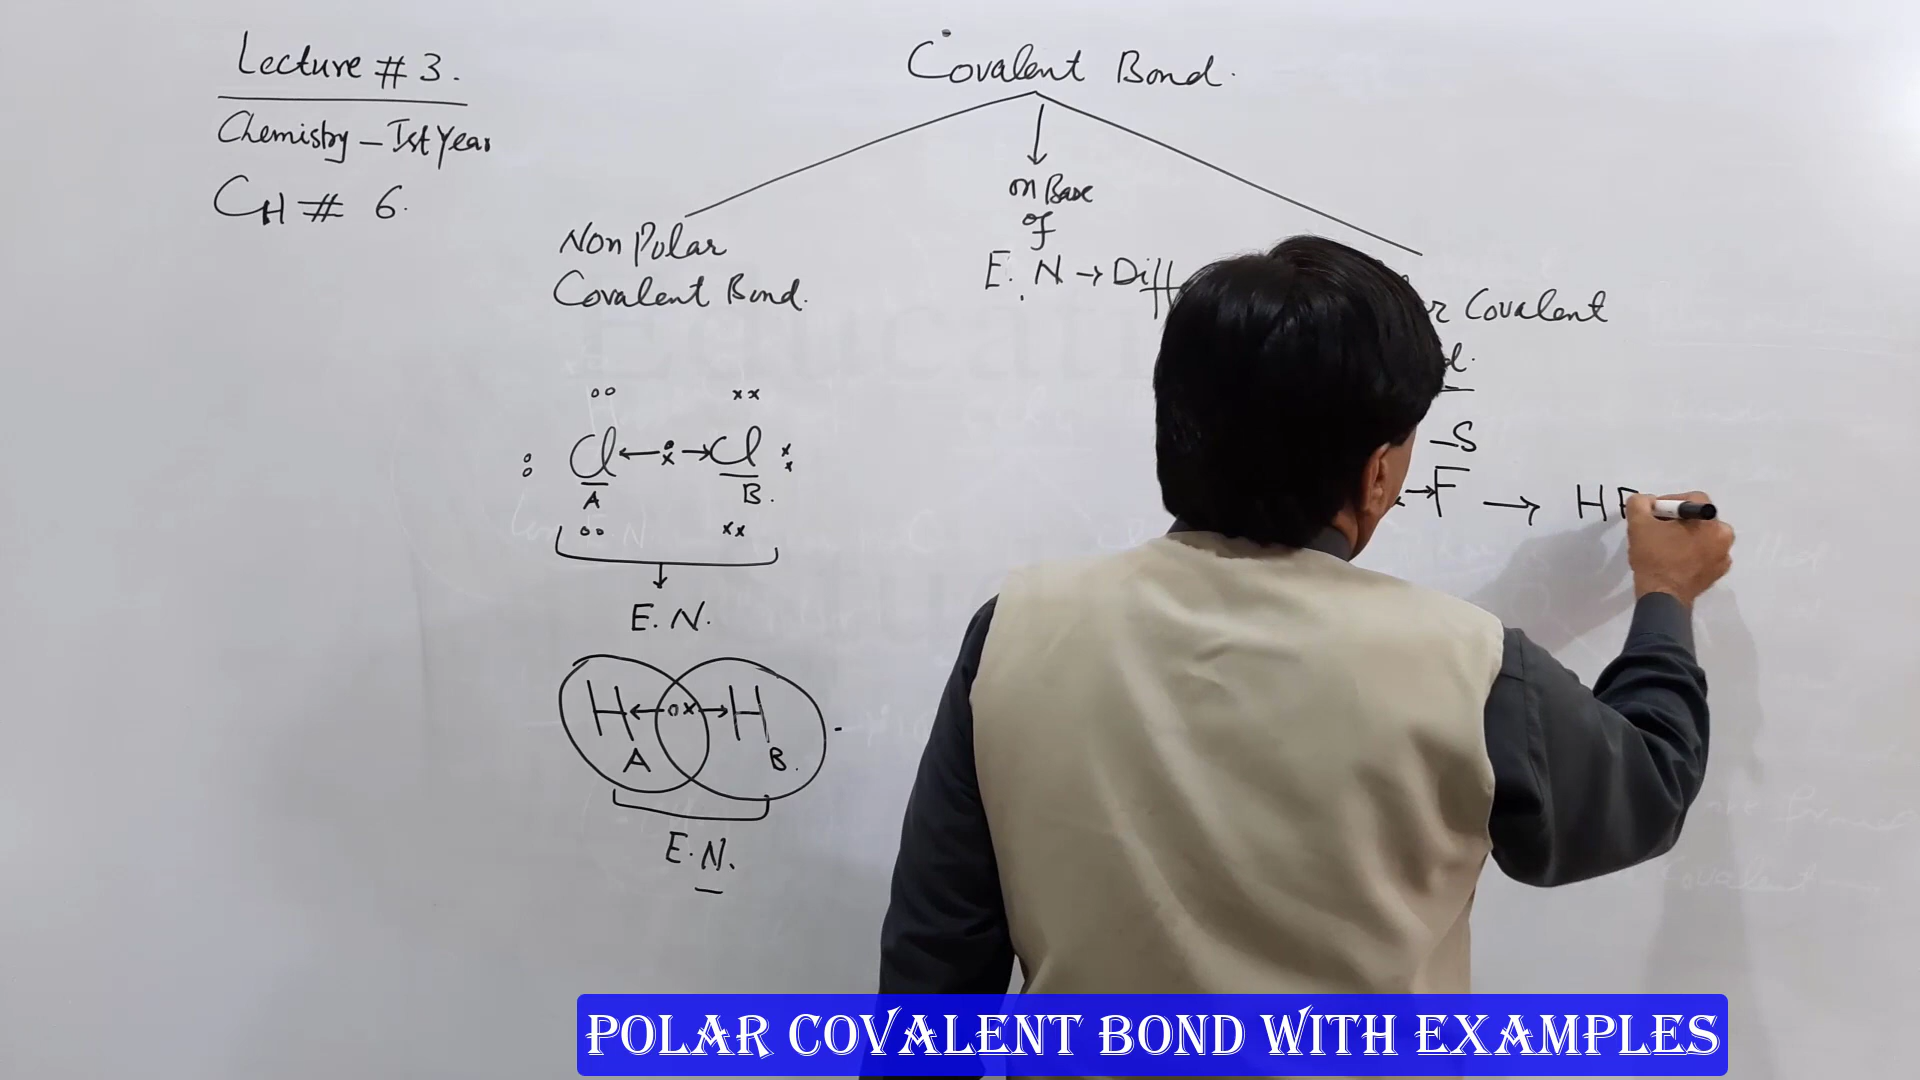 Lecture # 3.
Chemistry - Ist Year
CH # 6.
Covalent Bond.
on Base
of
E. N → Diff
Non Polar
Covalent Bond.
Covalent
Cl ← → Cl
A B.
E. N.
H ← ox → H
A B.
E. N.
-S
→ F → H F
POLAR COVALENT BOND WITH EXAMPLES